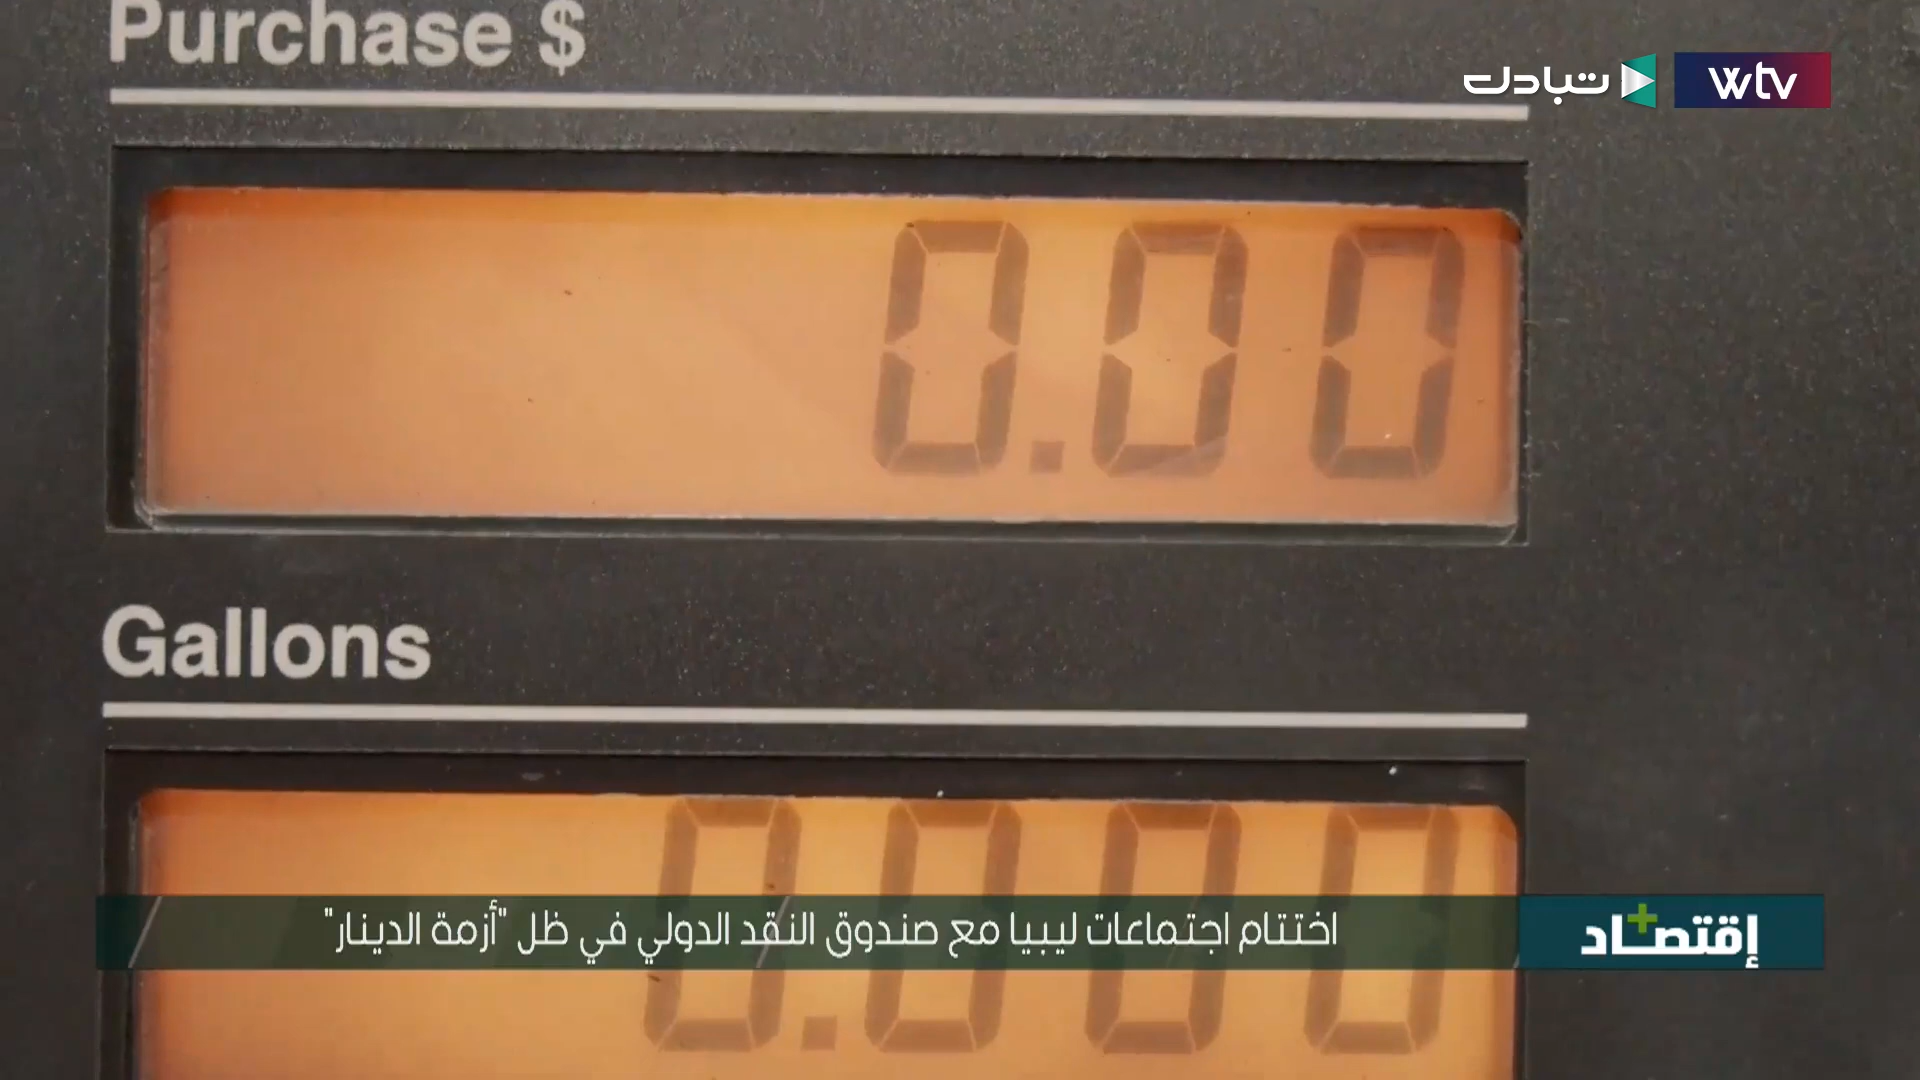 Purchase $
تبادل wtv
0.00
Gallons
0.000
اختتام اجتماعات ليبيا مع صندوق النقد الدولي في ظل "أزمة الدينار"
إقتصاد+